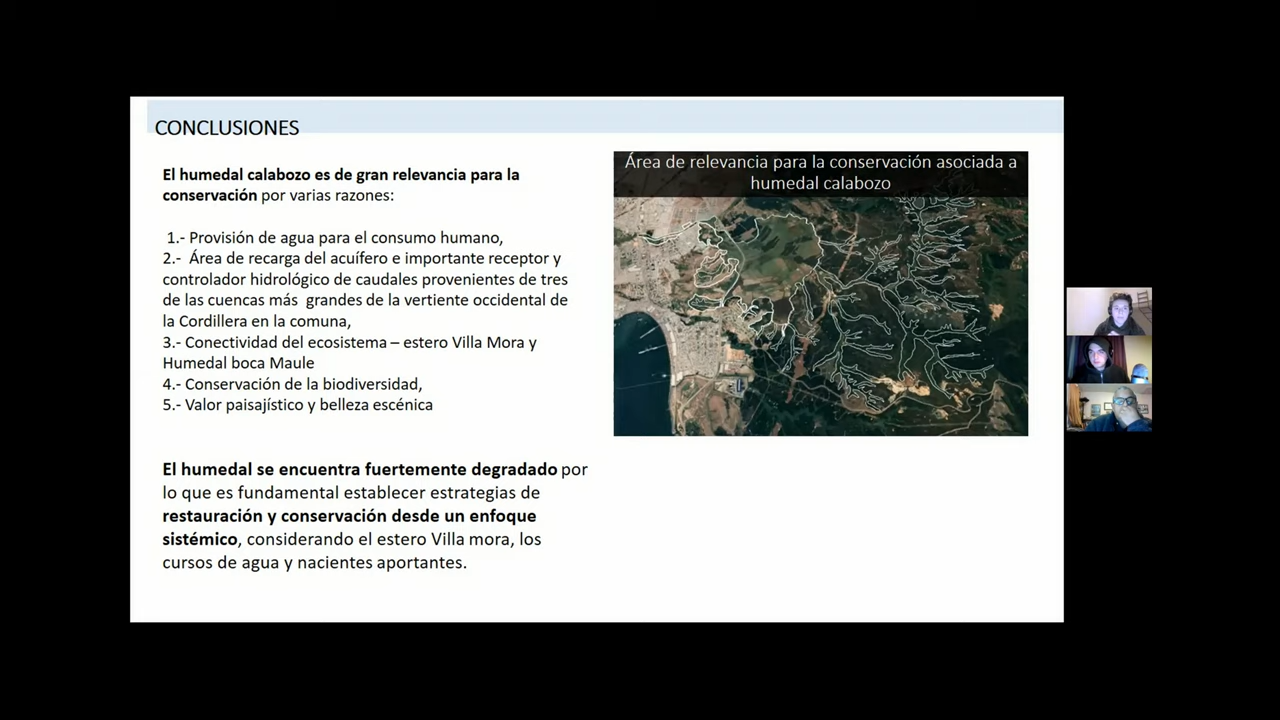 CONCLUSIONES
El humedal calabozo es de gran relevancia para la
conservación por varias razones:
1.- Provisión de agua para el consumo humano,
2.- Área de recarga del acuífero e importante receptor y
controlador hidrológico de caudales provenientes de tres
de las cuencas más grandes de la vertiente occidental de
la Cordillera en la comuna,
3.- Conectividad del ecosistema – estero Villa Mora y
Humedal boca Maule
4.- Conservación de la biodiversidad,
5.- Valor paisajístico y belleza escénica
El humedal se encuentra fuertemente degradado por
lo que es fundamental establecer estrategias de
restauración y conservación desde un enfoque
sistémico, considerando el estero Villa mora, los
cursos de agua y nacientes aportantes.
Área de relevancia para la conservación asociada a
humedal calabozo